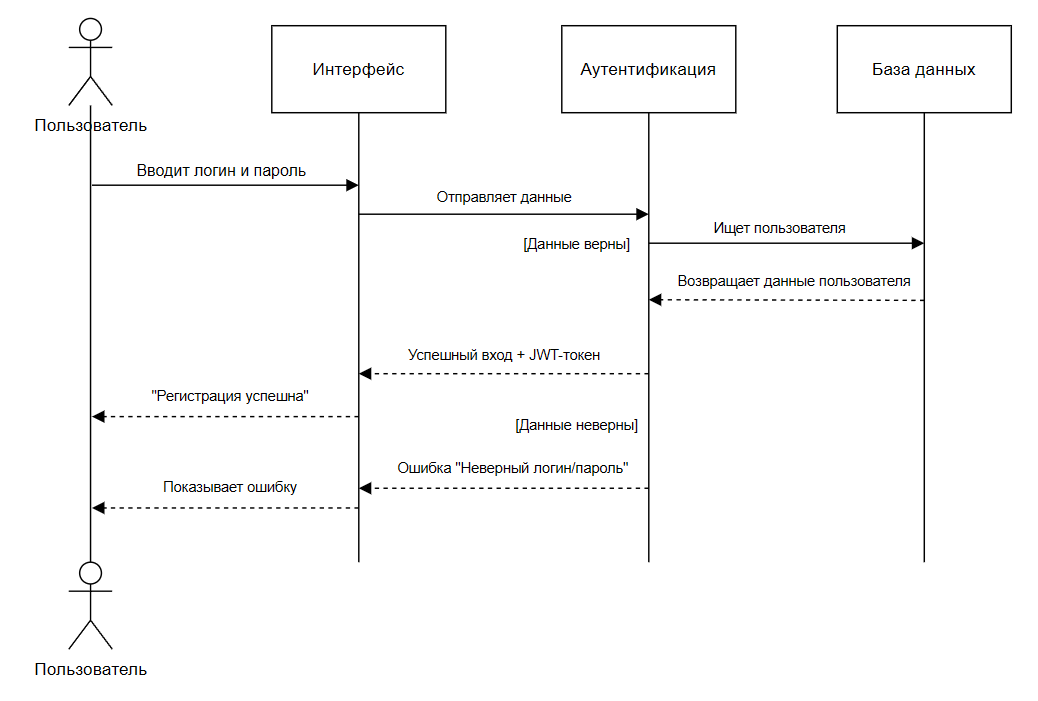 Интерфейс
Аутентификация
База данных
Пользователь
Вводит логин и пароль
Отправляет данные
Ищет пользователя
[Данные верны]
Возвращает данные пользователя
Успешный вход + JWT-токен
"Регистрация успешна"
[Данные неверны]
Ошибка "Неверный логин/пароль"
Показывает ошибку
Пользователь